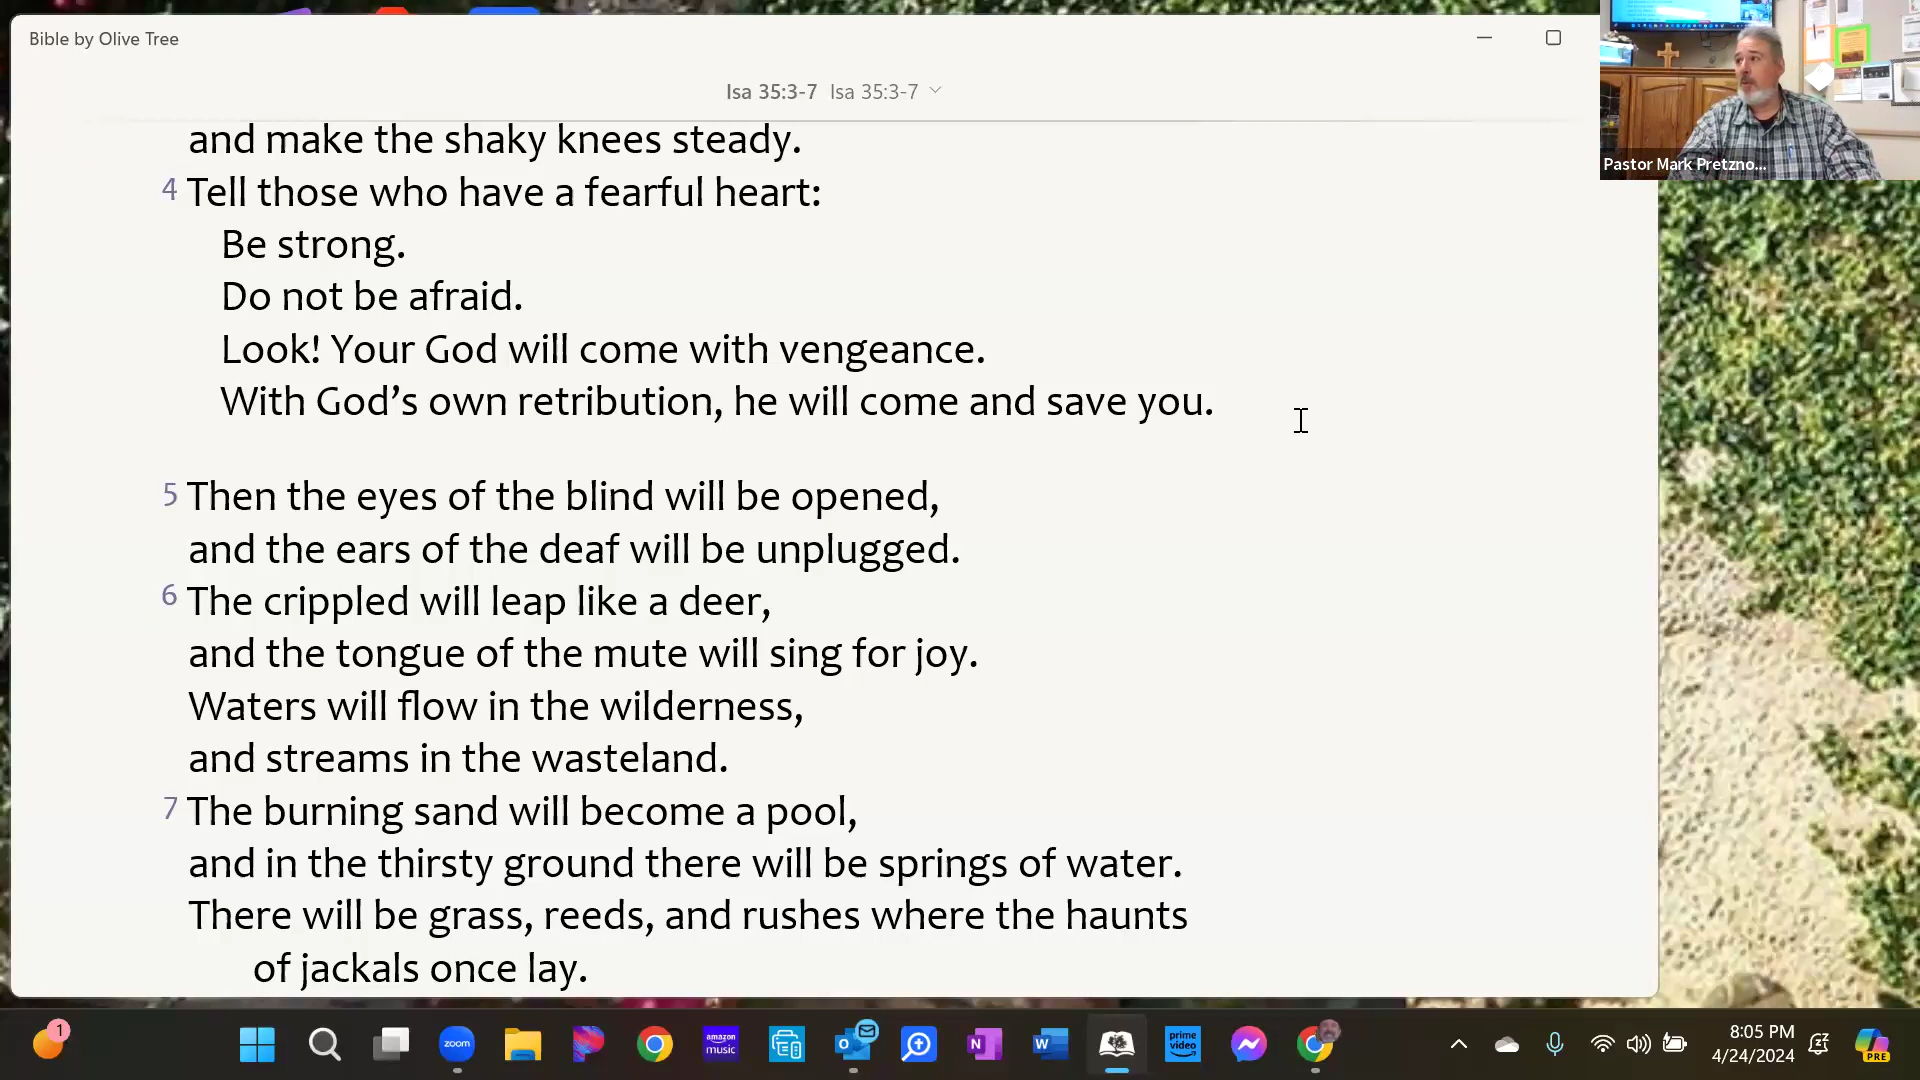 Bible by Olive Tree
Isa 35:3-7 Isa 35:3-7
and make the shaky knees steady.
4 Tell those who have a fearful heart:
Be strong.
Do not be afraid.
Look! Your God will come with vengeance.
With God’s own retribution, he will come and save you.
5 Then the eyes of the blind will be opened,
and the ears of the deaf will be unplugged.
6 The crippled will leap like a deer,
and the tongue of the mute will sing for joy.
Waters will flow in the wilderness,
and streams in the wasteland.
7 The burning sand will become a pool,
and in the thirsty ground there will be springs of water.
There will be grass, reeds, and rushes where the haunts
of jackals once lay.
Pastor Mark Pretzno...
1
zoom
amazon music
O
N
W
prime video
8:05 PM
4/24/2024
PRE